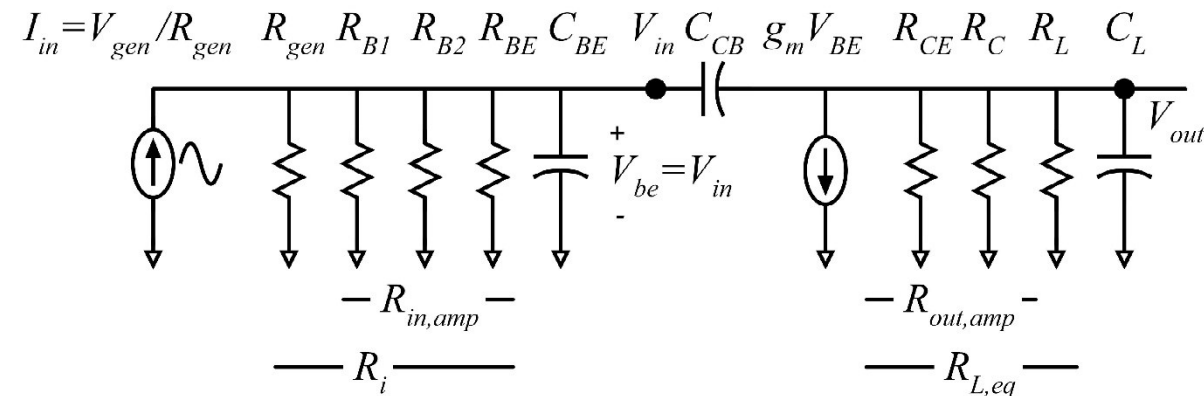 I_in=V_gen/R_gen R_gen R_B1 R_B2 R_BE C_BE V_in C_CB g_mV_BE R_CE R_C R_L C_L
V_out
+
V_be=V_in
-
R_in,amp R_out,amp
R_i R_L,eq